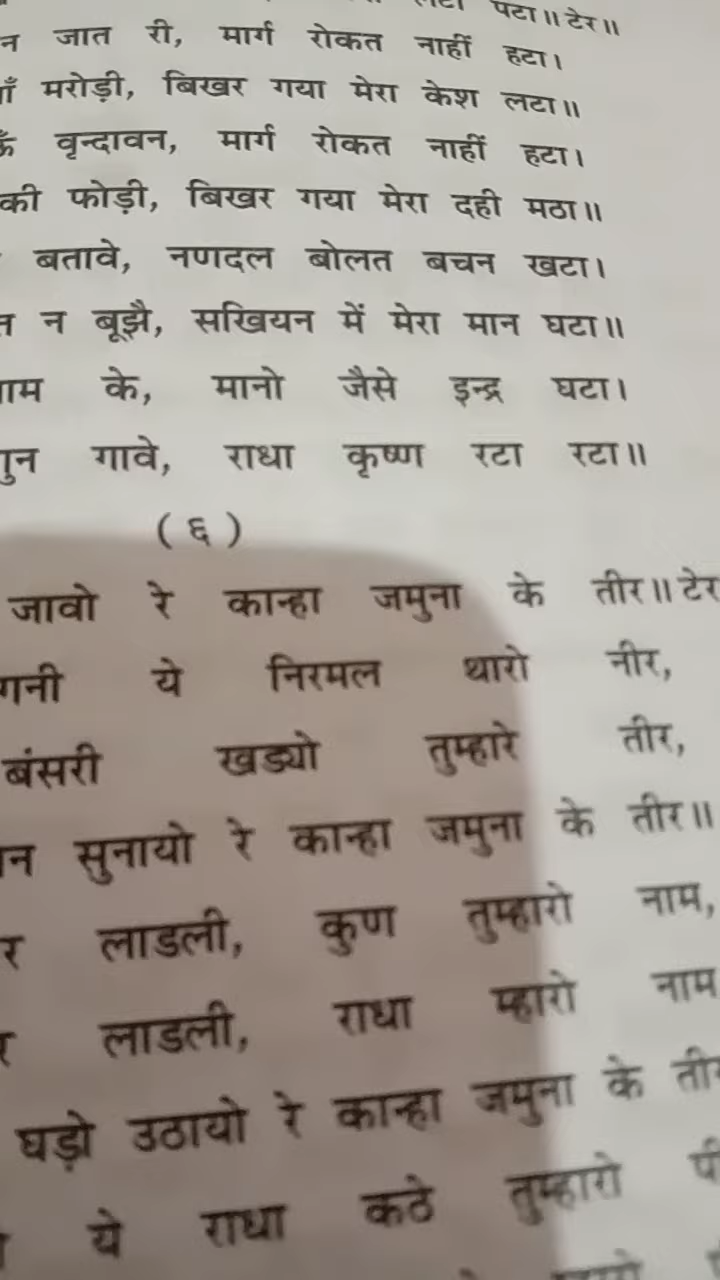 पटा॥टेर॥
जात री, मार्ग रोकत नाहीं हटा।
मरोड़ी, बिखर गया मेरा केश लटा॥
वृन्दावन, मार्ग रोकत नाहीं हटा।
की फोड़ी, बिखर गया मेरा दही मठा॥
बतावे, नणदल बोलत बचन खटा।
न बूझै, सखियन में मेरा मान घटा॥
के, मानो जैसे इन्द्र घटा।
गावे, राधा कृष्ण रटा रटा॥
(६)
जावो रे कान्हा जमुना के तीर॥टेर
ये निरमल थारो नीर,
बंसरी खड्यो तुम्हारे तीर,
सुनायो रे कान्हा जमुना के तीर॥
लाडली, कुण तुम्हारो नाम,
लाडली, राधा म्हारो नाम
घड़ो उठायो रे कान्हा जमुना के
ये राधा कठे तुम्हारो